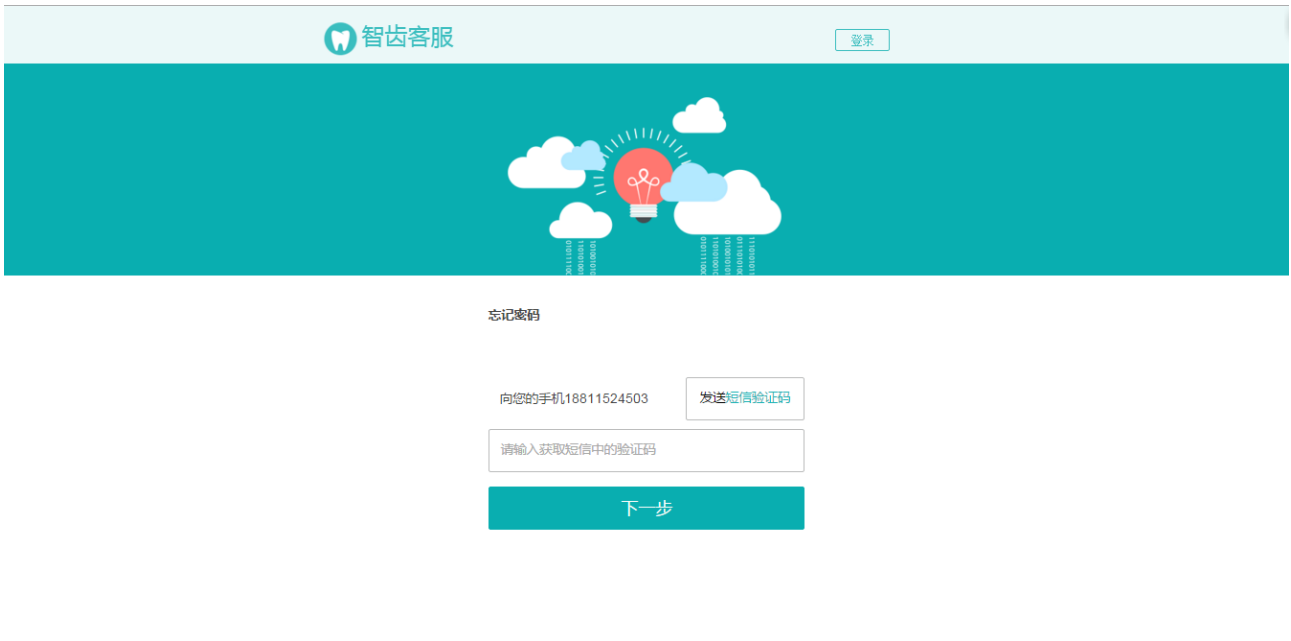 智齿客服
登录
忘记密码
向您的手机18811524503
发送短信验证码
请输入获取短信中的验证码
下一步